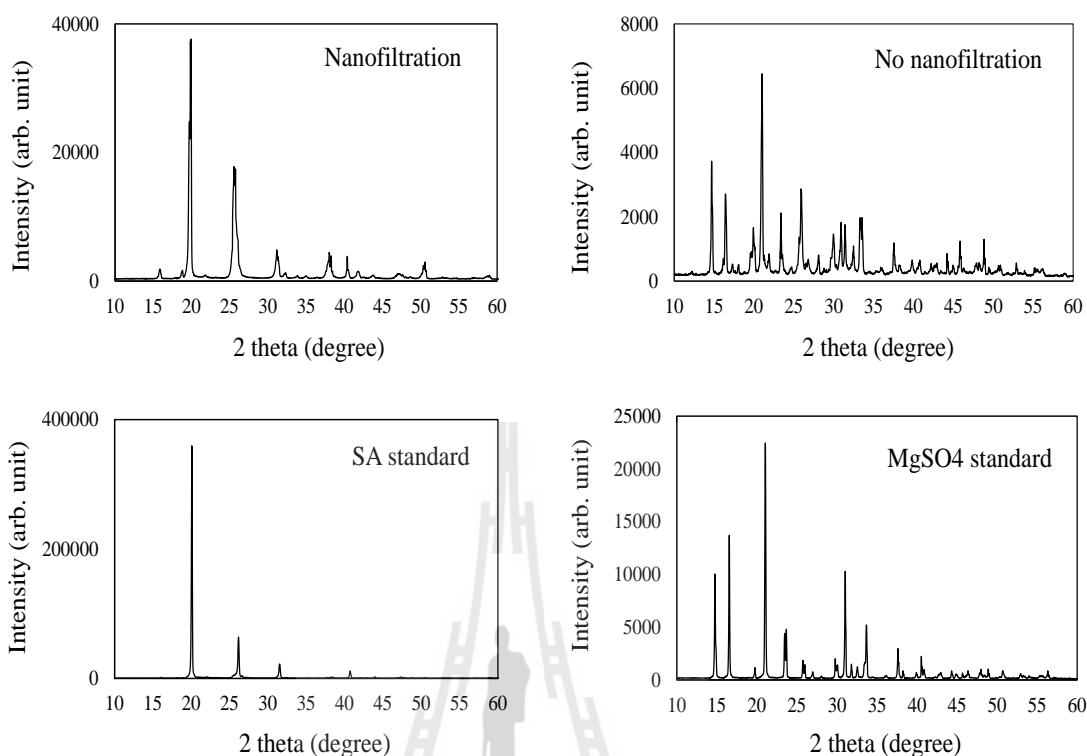 40000
Nanofiltration
20000
0
10 15 20 25 30 35 40 45 50 55 60
Intensity (arb. unit)
2 theta (degree)
8000
No nanofiltration
6000
4000
2000
0
10 15 20 25 30 35 40 45 50 55 60
Intensity (arb. unit)
2 theta (degree)
400000
SA standard
200000
0
10 15 20 25 30 35 40 45 50 55 60
Intensity (arb. unit)
2 theta (degree)
25000
MgSO4 standard
20000
15000
10000
5000
0
10 15 20 25 30 35 40 45 50 55 60
Intensity (arb. unit)
2 theta (degree)